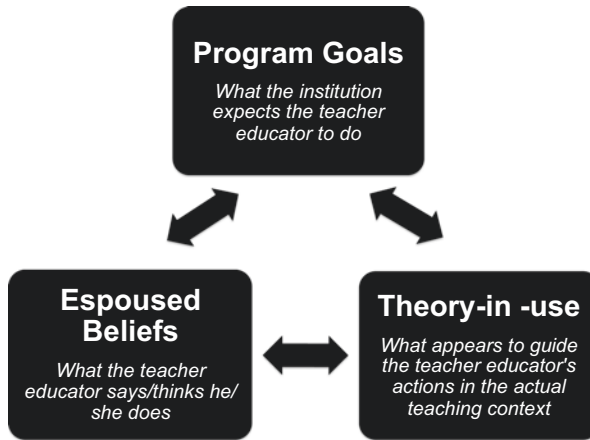 Program Goals
What the institution
expects the teacher
educator to do
Espoused
Beliefs
What the teacher
educator says/thinks he/
she does
Theory-in -use
What appears to guide
the teacher educator's
actions in the actual
teaching context